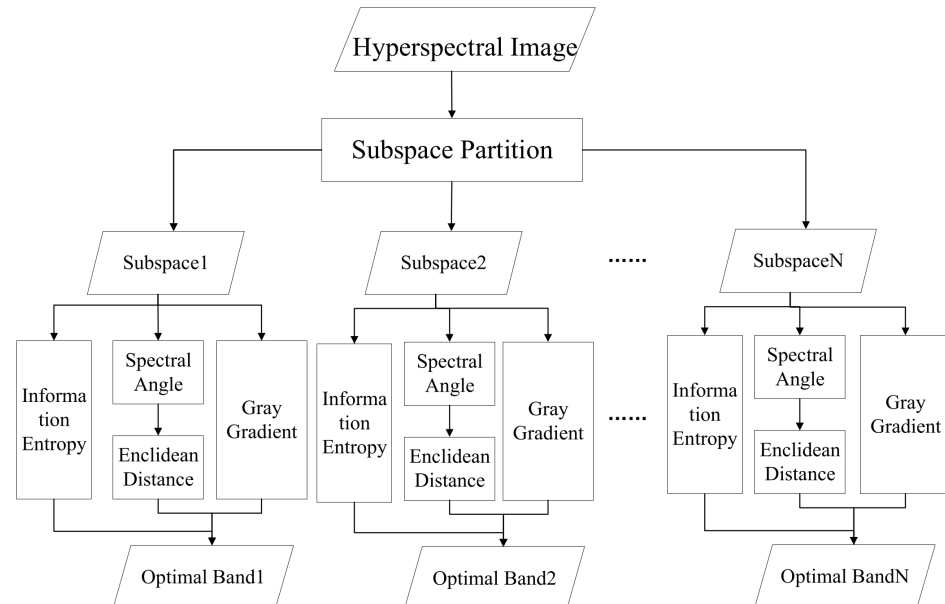 Hyperspectral Image
Subspace Partition
Subspace1
Subspace2
......
SubspaceN
Informa
tion
Entropy
Spectral
Angle
Enclidean
Distance
Gray
Gradient
Informa
tion
Entropy
Spectral
Angle
Enclidean
Distance
Gray
Gradient
......
Informa
tion
Entropy
Spectral
Angle
Enclidean
Distance
Gray
Gradient
Optimal Band1
Optimal Band2
Optimal BandN